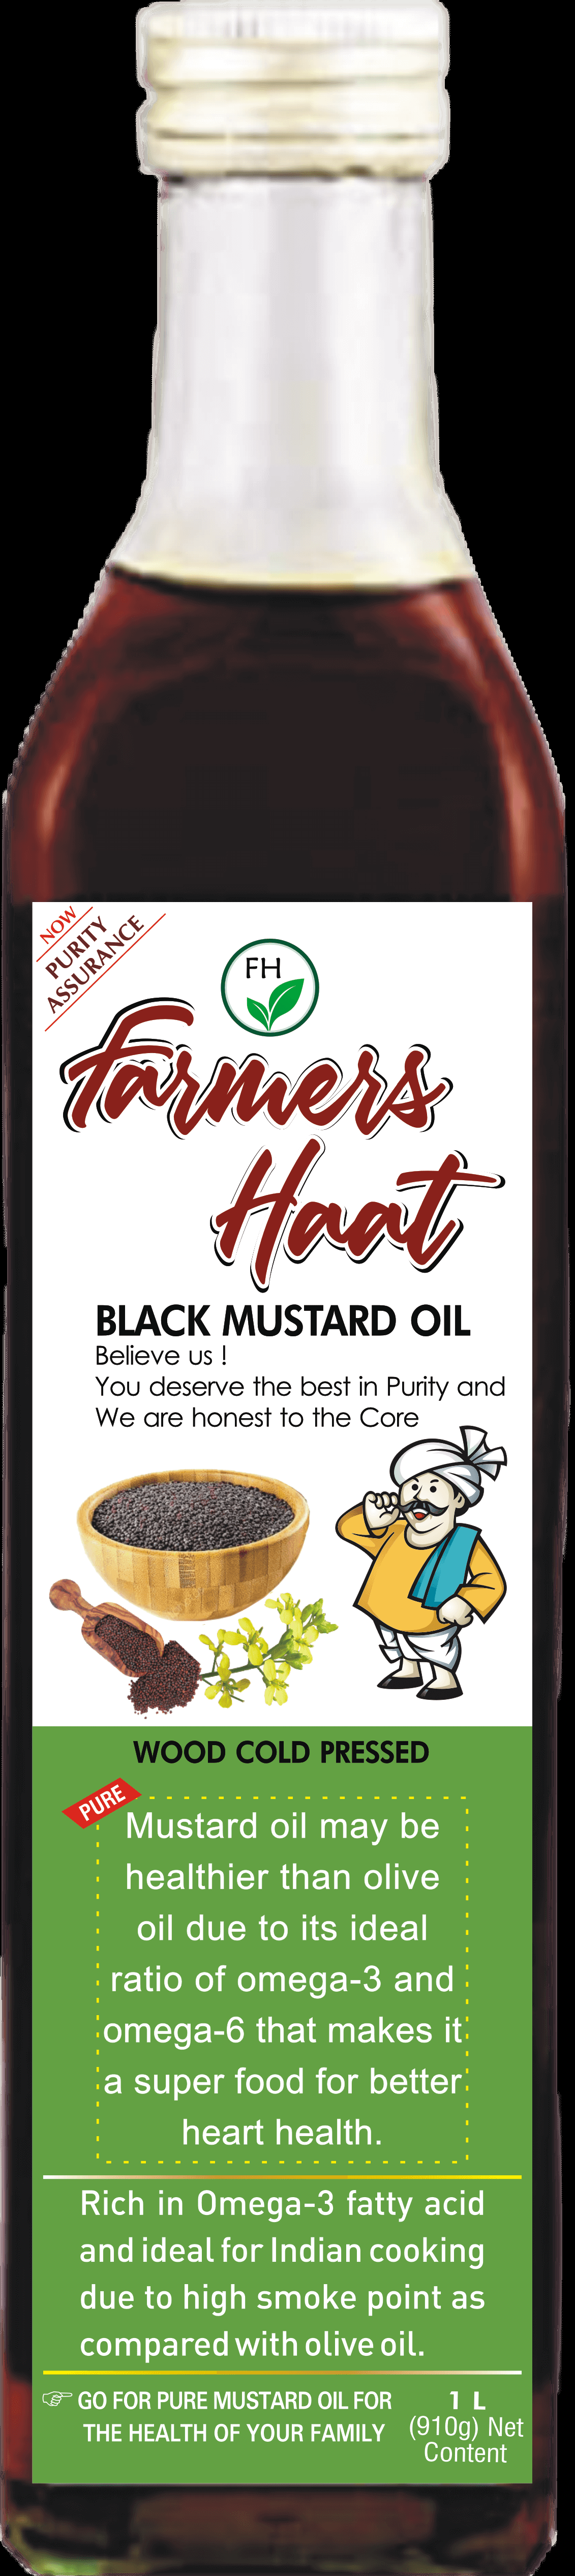 NOW
PURITY
ASSURANCE
FH
Farmers
Haat
BLACK MUSTARD OIL
Believe us !
You deserve the best in Purity and
We are honest to the Core
WOOD COLD PRESSED
PURE
Mustard oil may be
healthier than olive
oil due to its ideal
ratio of omega-3 and
omega-6 that makes it
a super food for better
heart health.
Rich in Omega-3 fatty acid
and ideal for Indian cooking
due to high smoke point as
compared with olive oil.
GO FOR PURE MUSTARD OIL FOR
THE HEALTH OF YOUR FAMILY
1 L
(910g) Net
Content